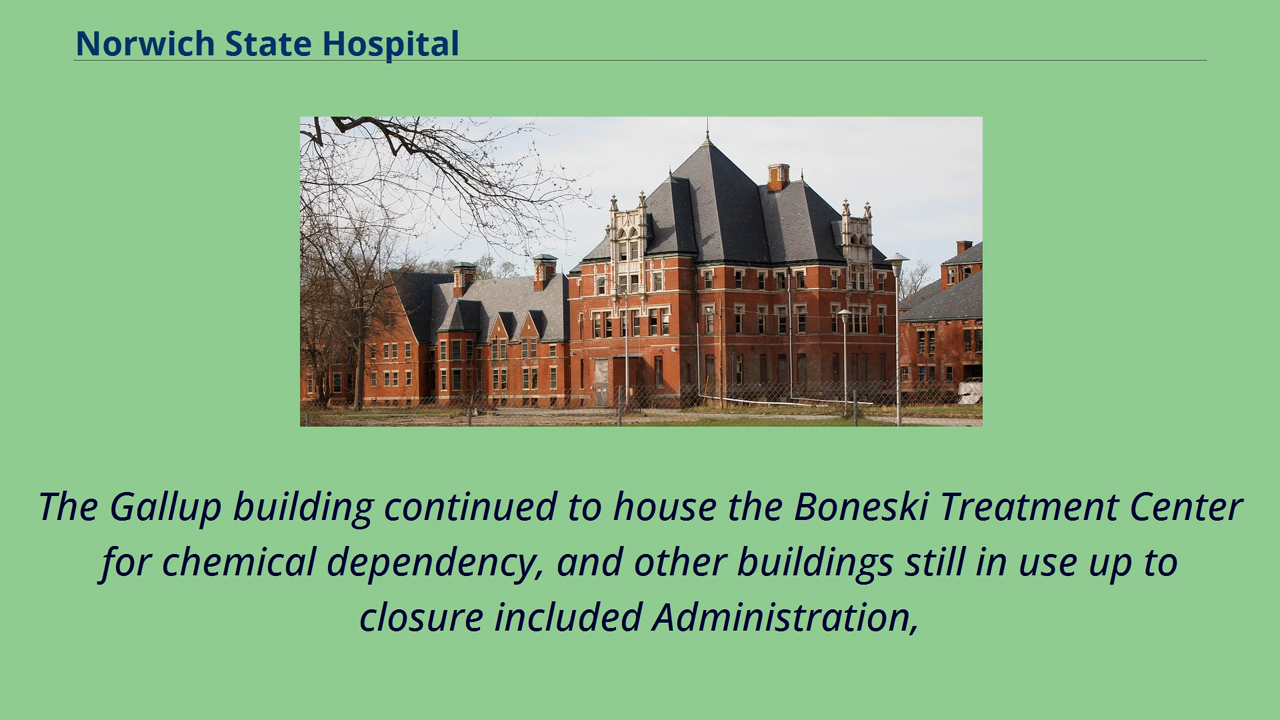 Norwich State Hospital
The Gallup building continued to house the Boneski Treatment Center
for chemical dependency, and other buildings still in use up to
closure included Administration,